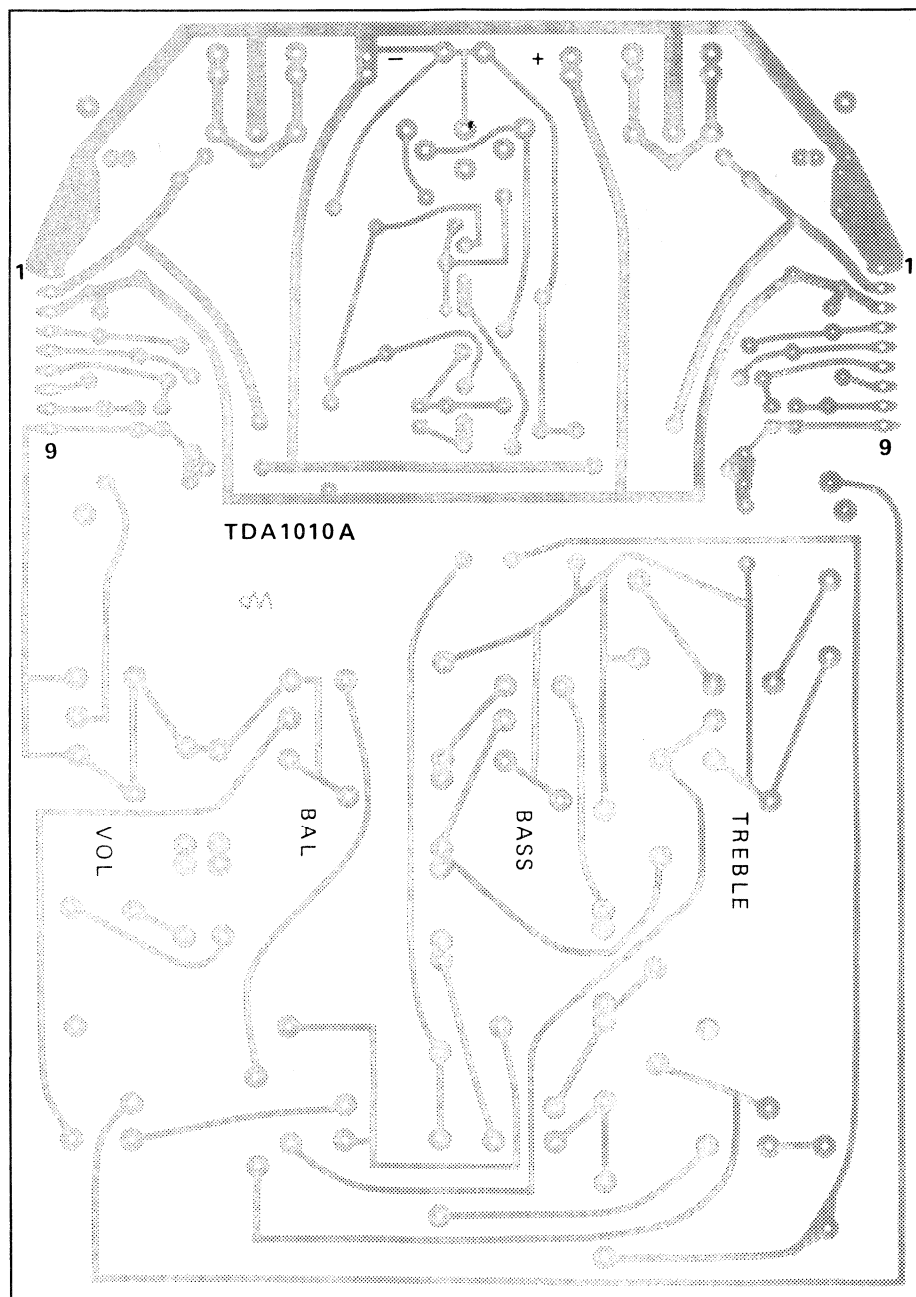 − +
1 1
9 9
TDA1010A
VOL
BAL
BASS
TREBLE